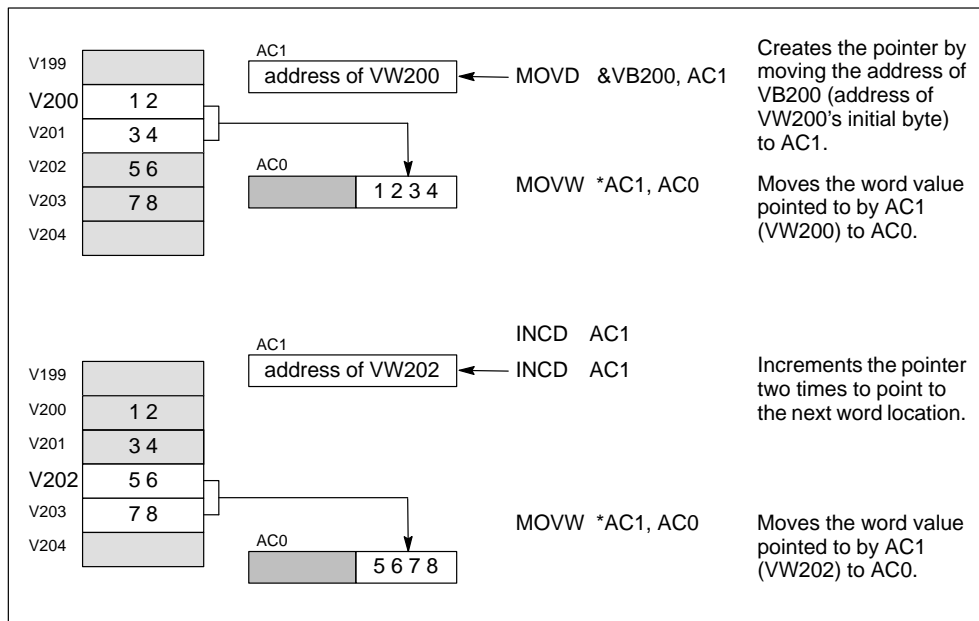 AC1
V199
address of VW200
MOVD &VB200, AC1
Creates the pointer by
moving the address of
VB200 (address of
VW200's initial byte)
to AC1.
V200
1 2
V201
3 4
V202
5 6
V203
7 8
V204
AC0
1 2 3 4
MOVW *AC1, AC0
Moves the word value
pointed to by AC1
(VW200) to AC0.
INCD AC1
AC1
address of VW202
INCD AC1
Increments the pointer
two times to point to
the next word location.
V199
V200
1 2
V201
3 4
V202
5 6
V203
7 8
V204
AC0
5 6 7 8
MOVW *AC1, AC0
Moves the word value
pointed to by AC1
(VW202) to AC0.